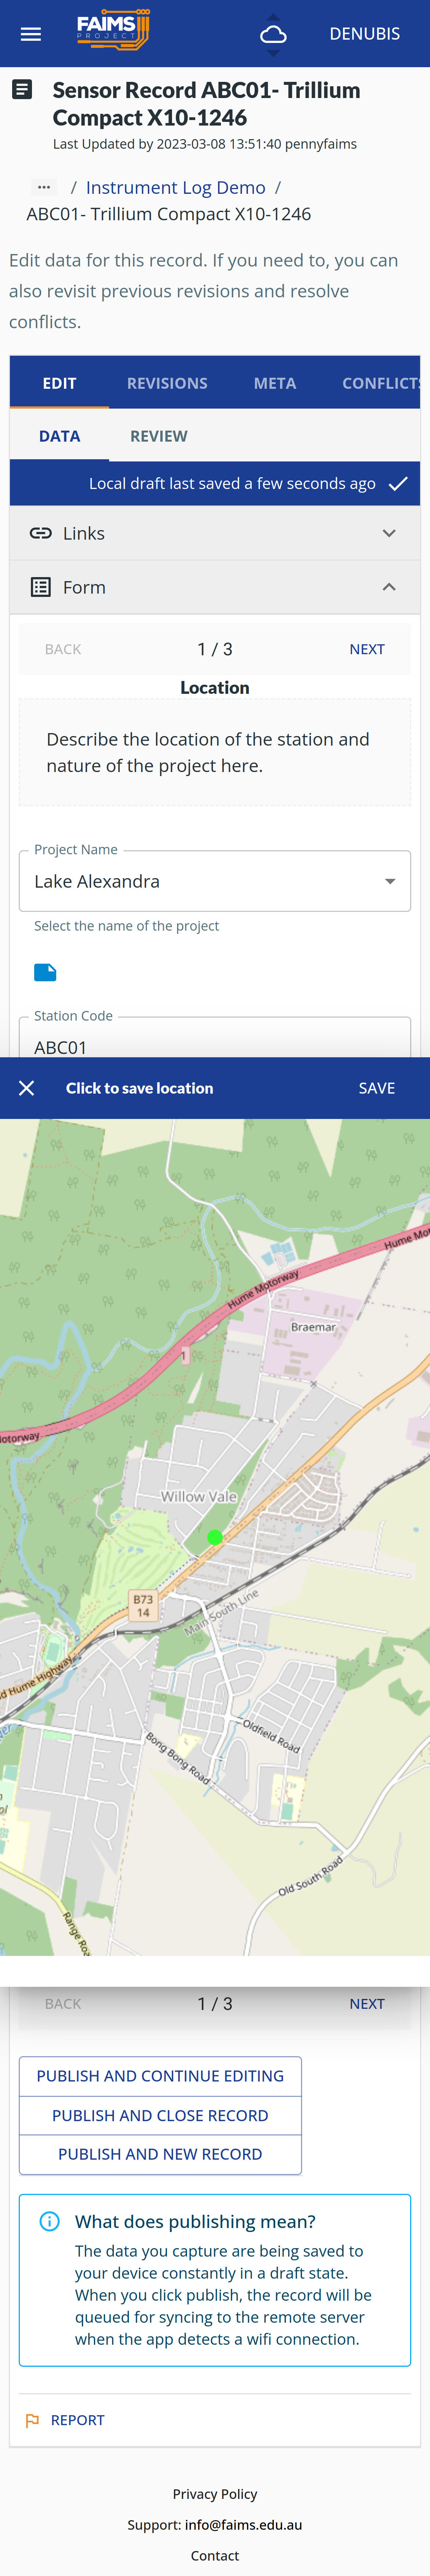 FAIMS
PROJECT
DENUBIS
Sensor Record ABC01- Trillium
Compact X10-1246
Last Updated by 2023-03-08 13:51:40 pennyfaims
... / Instrument Log Demo /
ABC01- Trillium Compact X10-1246
Edit data for this record. If you need to, you can
also revisit previous revisions and resolve
conflicts.
EDIT REVISIONS META CONFLICTS
DATA REVIEW
Local draft last saved a few seconds ago
Links
Form
BACK 1 / 3 NEXT
Location
Describe the location of the station and
nature of the project here.
Project Name
Lake Alexandra
Select the name of the project
Station Code
ABC01
Click to save location SAVE
Hume Mo
Hume Motorway
Braemar
1
Motorway
Willow Vale
B73
14
Main South Line
d Hume Highway
Oldfield Road
Bong Bong Road
Old South Road
Range Roa
BACK 1 / 3 NEXT
PUBLISH AND CONTINUE EDITING
PUBLISH AND CLOSE RECORD
PUBLISH AND NEW RECORD
What does publishing mean?
The data you capture are being saved to
your device constantly in a draft state.
When you click publish, the record will be
queued for syncing to the remote server
when the app detects a wifi connection.
REPORT
Privacy Policy
Support: info@faims.edu.au
Contact